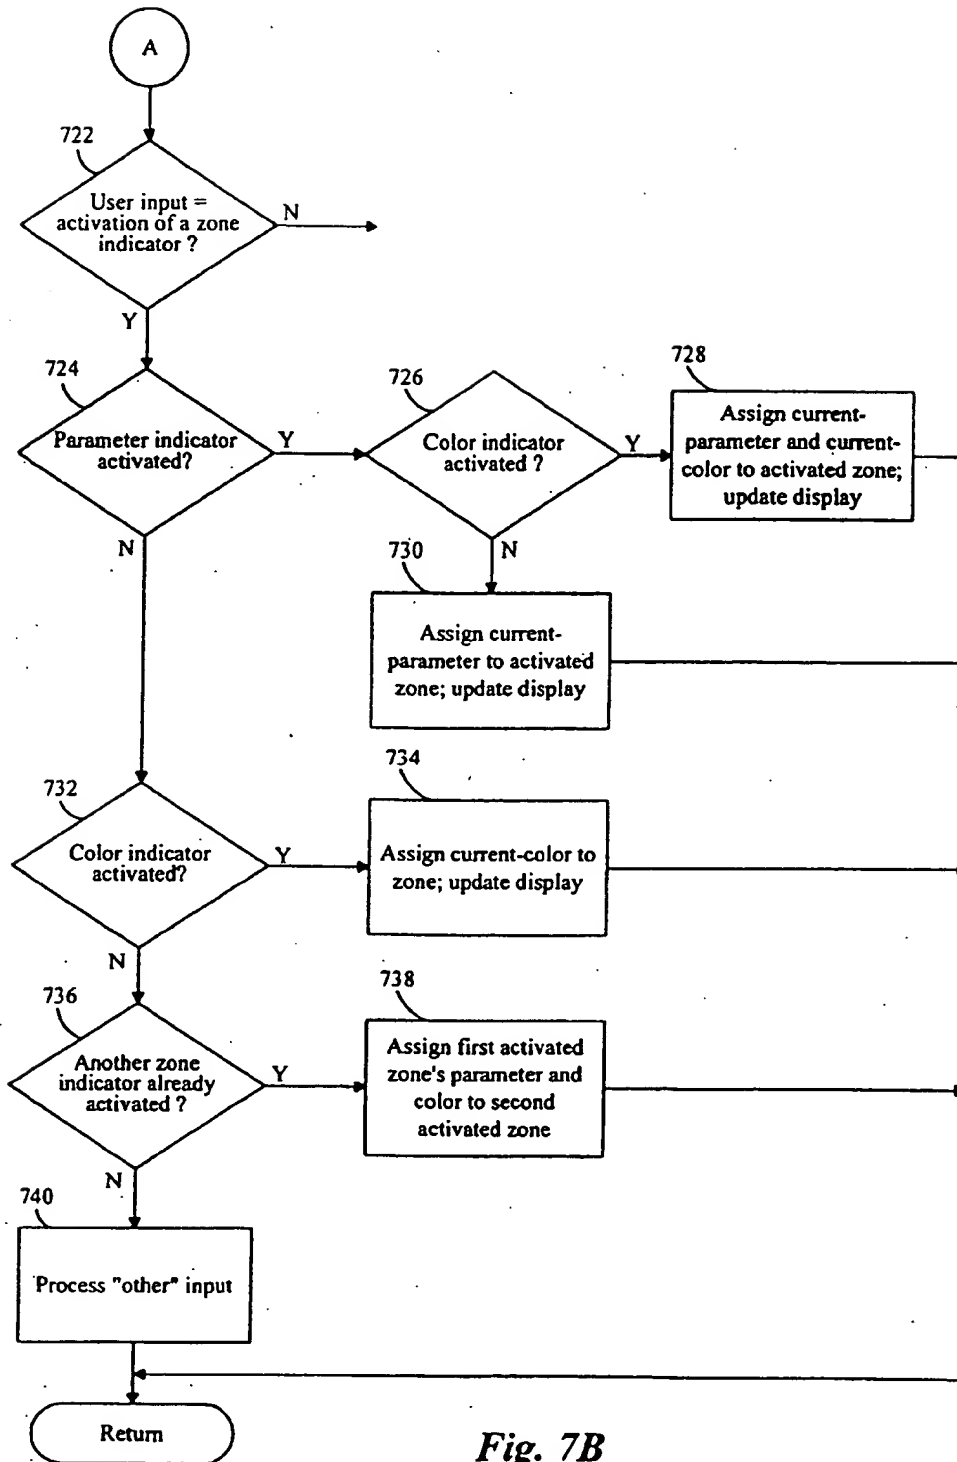 A
722
User input =
activation of a zone
indicator ?
N
Y
724
Parameter indicator
activated?
Y
N
726
Color indicator
activated ?
Y
N
728
Assign current-
parameter and current-
color to activated zone;
update display
730
Assign current-
parameter to activated
zone; update display
732
Color indicator
activated?
Y
N
734
Assign current-color to
zone; update display
736
Another zone
indicator already
activated ?
Y
N
738
Assign first activated
zone's parameter and
color to second
activated zone
740
Process "other" input
Return
Fig. 7B